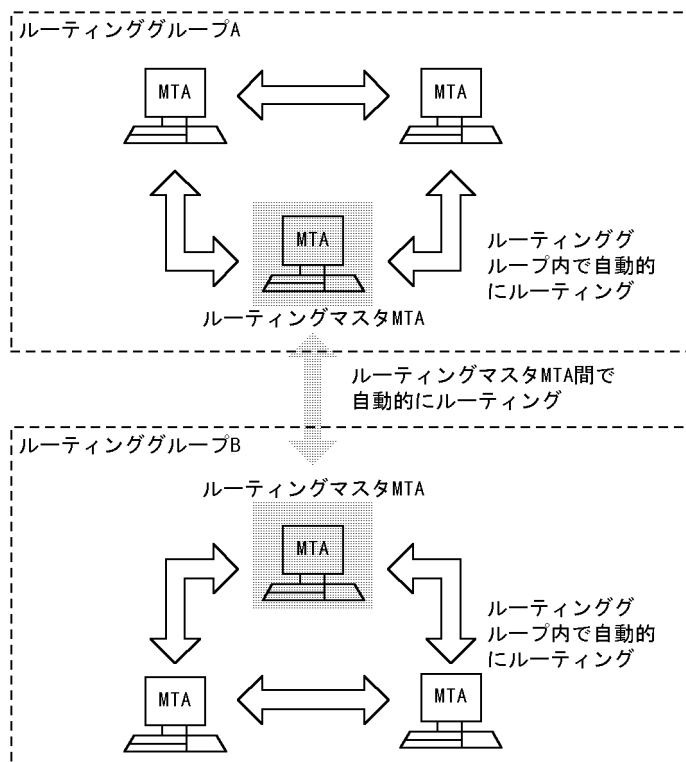 ルーティンググループA
MTA
MTA
MTA
ルーティングマスタMTA
ルーティンググ
ループ内で自動的
にルーティング
ルーティングマスタMTA間で
自動的にルーティング
ルーティンググループB
ルーティングマスタMTA
MTA
ルーティンググ
ループ内で自動的
にルーティング
MTA
MTA